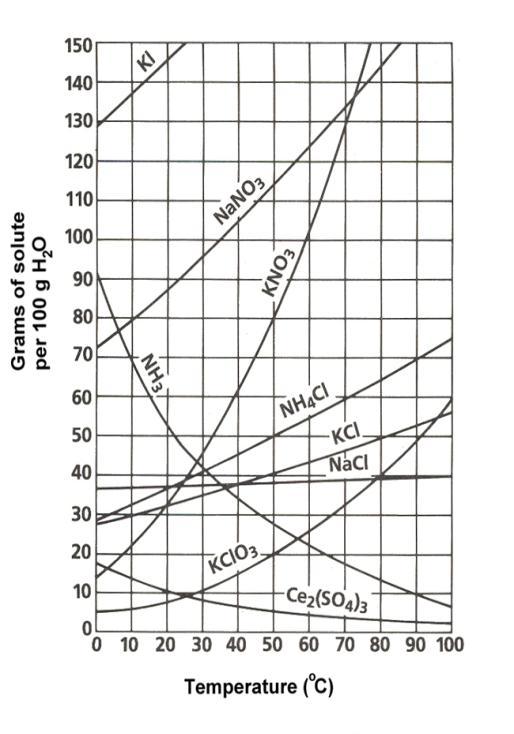 150
140
130
120
110
100
90
80
70
60
50
40
30
20
10
0
Grams of solute
per 100 g H₂O
KI
NaNO₃
KNO₃
NH₃
NH₄Cl
KCl
NaCl
KClO₃
Ce₂(SO₄)₃
0 10 20 30 40 50 60 70 80 90 100
Temperature (°C)